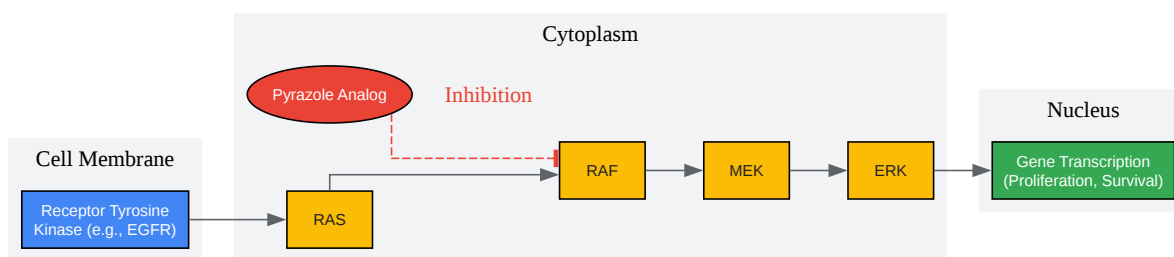 Cytoplasm
Pyrazole Analog
Inhibition
Nucleus
Cell Membrane
RAF
MEK
ERK
Gene Transcription
(Proliferation, Survival)
Receptor Tyrosine
Kinase (e.g., EGFR)
RAS